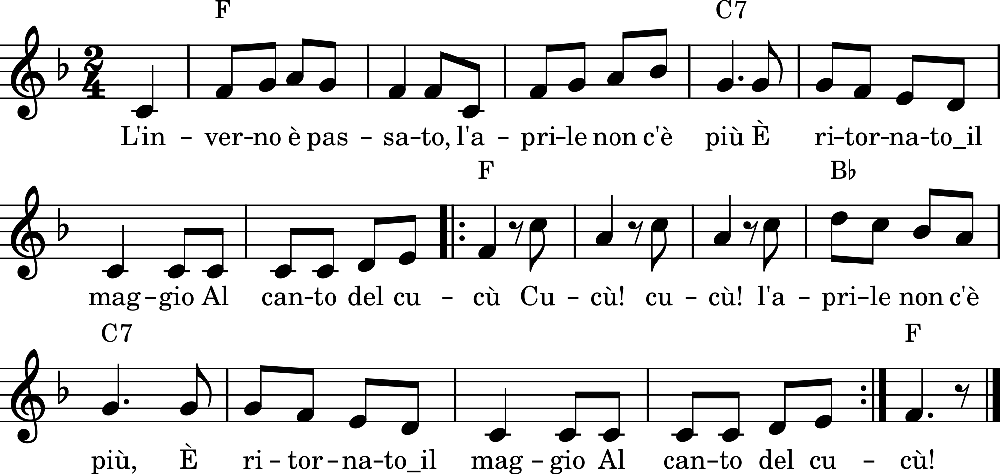 F C7
2
4
L'in – ver–no è pas – sa–to, l'a – pri–le non c'è più È ri–tor–na–to_il
F B♭
mag–gio Al can–to del cu – cù Cu – cù! cu – cù! l'a – pri–le non c'è
C7 F
più, È ri – tor–na–to_il mag – gio Al can–to del cu – cù!